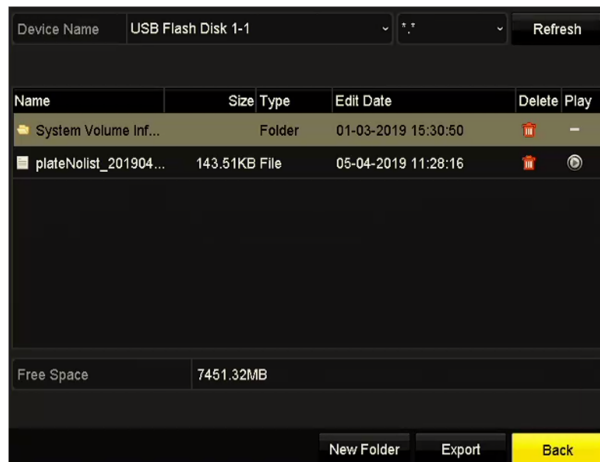 Device Name USB Flash Disk 1-1 *.* Refresh
Name Size Type Edit Date Delete Play
System Volume Inf... Folder 01-03-2019 15:30:50 –
plateNolist_201904... 143.51KB File 05-04-2019 11:28:16
Free Space 7451.32MB
New Folder Export Back